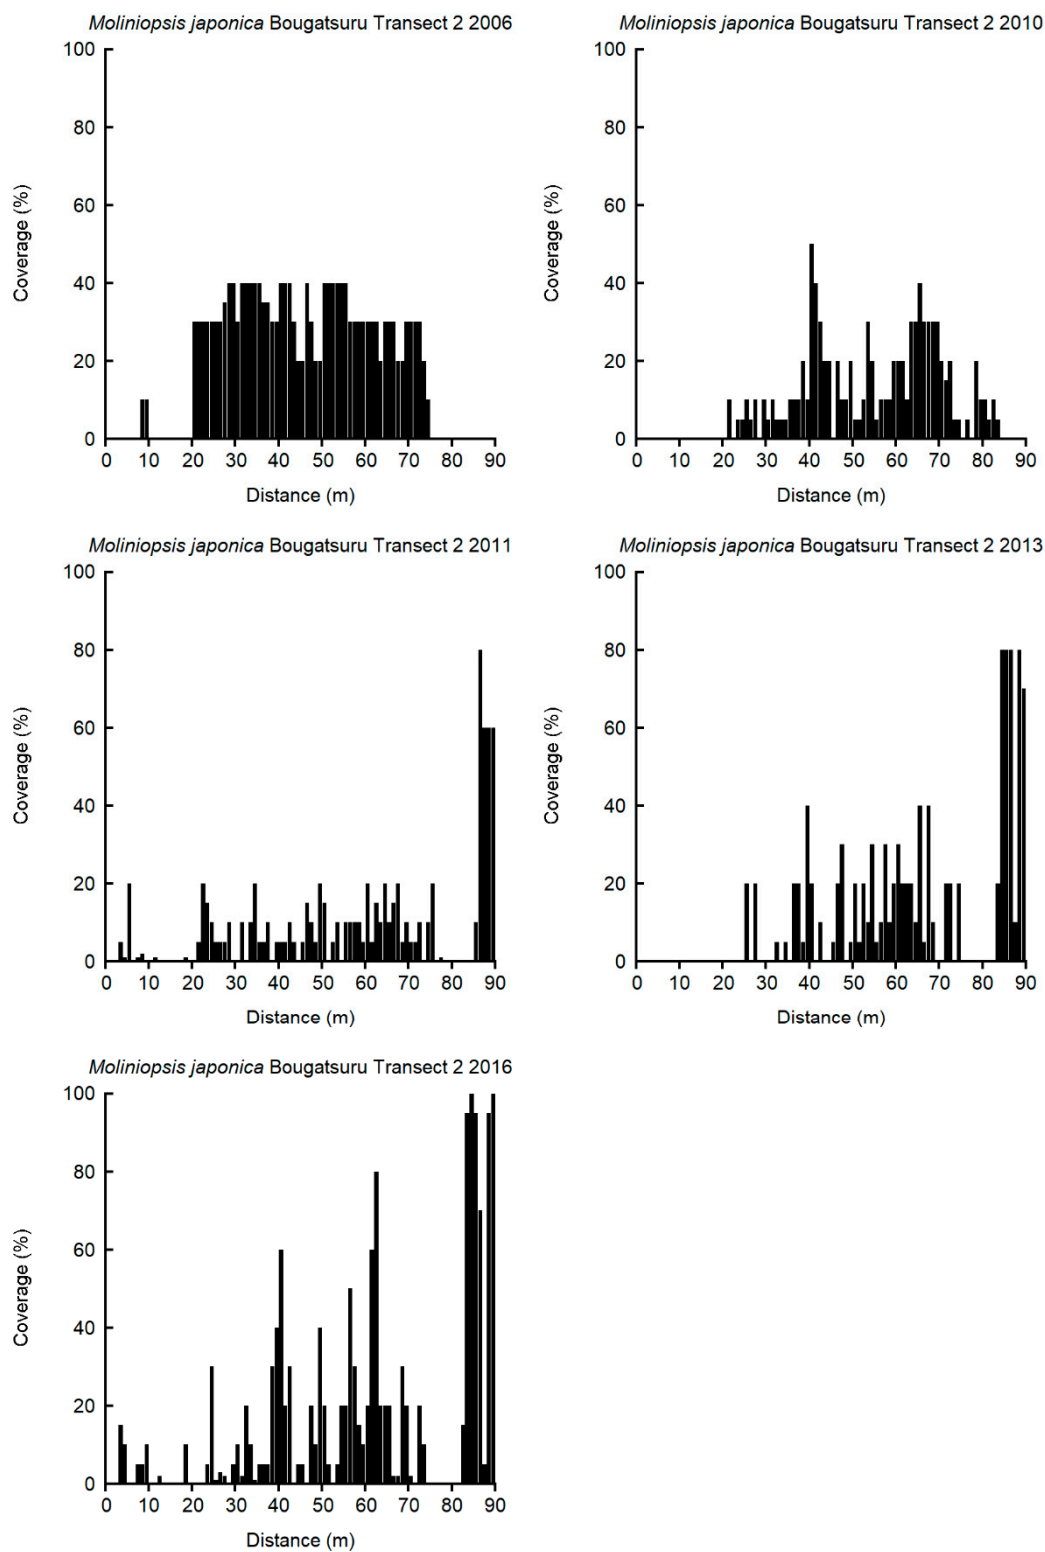 Moliniopsis japonica Bougatsuru Transect 2 2006
100
80
60
40
20
0
Coverage (%)
0 10 20 30 40 50 60 70 80 90
Distance (m)
Moliniopsis japonica Bougatsuru Transect 2 2010
100
80
60
40
20
0
Coverage (%)
0 10 20 30 40 50 60 70 80 90
Distance (m)
Moliniopsis japonica Bougatsuru Transect 2 2011
100
80
60
40
20
0
Coverage (%)
0 10 20 30 40 50 60 70 80 90
Distance (m)
Moliniopsis japonica Bougatsuru Transect 2 2013
100
80
60
40
20
0
Coverage (%)
0 10 20 30 40 50 60 70 80 90
Distance (m)
Moliniopsis japonica Bougatsuru Transect 2 2016
100
80
60
40
20
0
Coverage (%)
0 10 20 30 40 50 60 70 80 90
Distance (m)